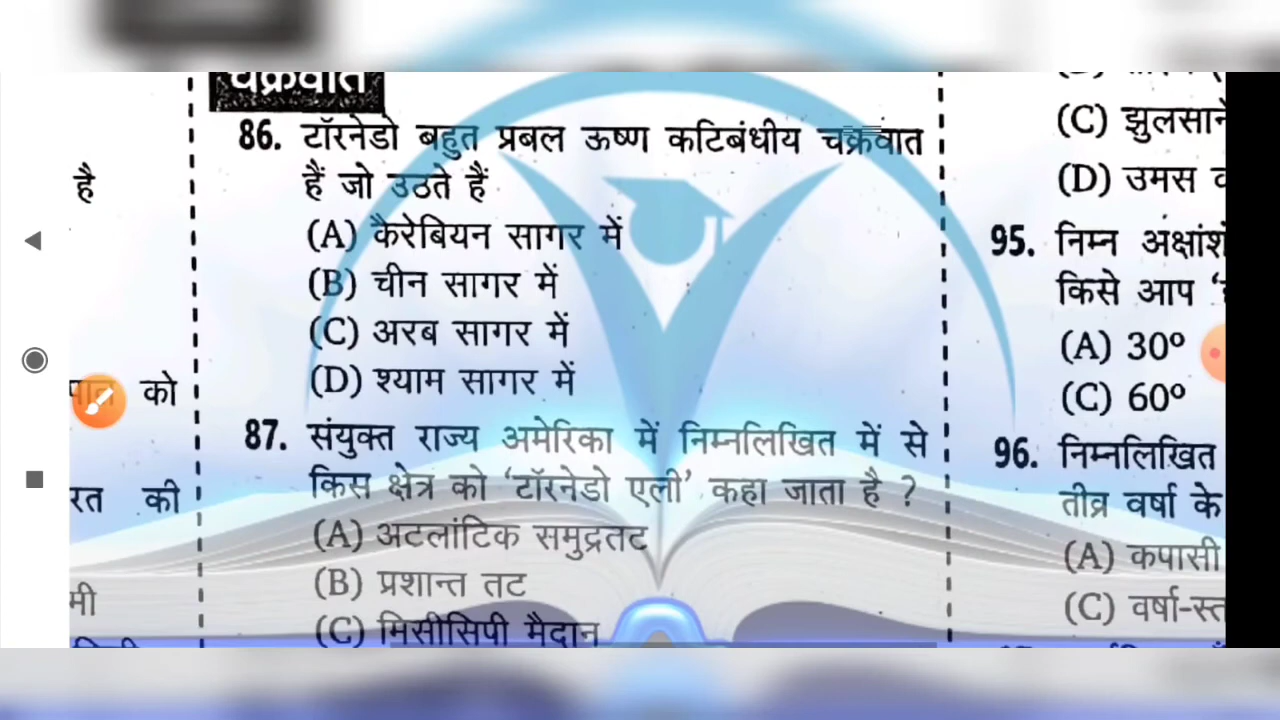 चक्रवात
86. टॉरनेडो बहुत प्रबल ऊष्ण कटिबंधीय चक्रवात
हैं जो उठते हैं
(A) कैरेबियन सागर में
(B) चीन सागर में
(C) अरब सागर में
(D) श्याम सागर में
87. संयुक्त राज्य अमेरिका में निम्नलिखित में से
किस क्षेत्र को ‘टॉरनेडो एली’ कहा जाता है ?
(A) अटलांटिक समुद्रतट
(B) प्रशान्त तट
(C) मिसीसिपी मैदान
है
को
रत की
मी
(C) झुलसाने
(D) उमस
95. निम्न अक्षांशों
किसे आप
(A) 30º
(C) 60º
96. निम्नलिखित
तीव्र वर्षा के
(A) कपासी
(C) वर्षा-स्त